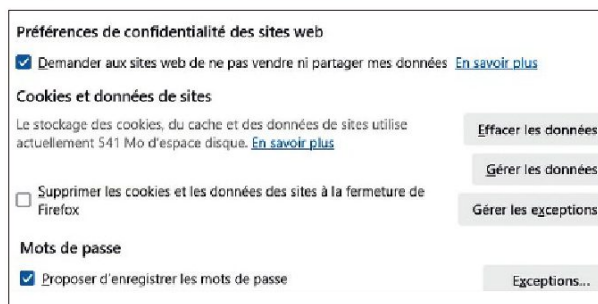 Préférences de confidentialité des sites web
Demander aux sites web de ne pas vendre ni partager mes données En savoir plus
Cookies et données de sites
Le stockage des cookies, du cache et des données de sites utilise
actuellement 541 Mo d'espace disque. En savoir plus
Effacer les données
Gérer les données
Supprimer les cookies et les données des sites à la fermeture de
Firefox
Gérer les exceptions
Mots de passe
Proposer d'enregistrer les mots de passe
Exceptions...